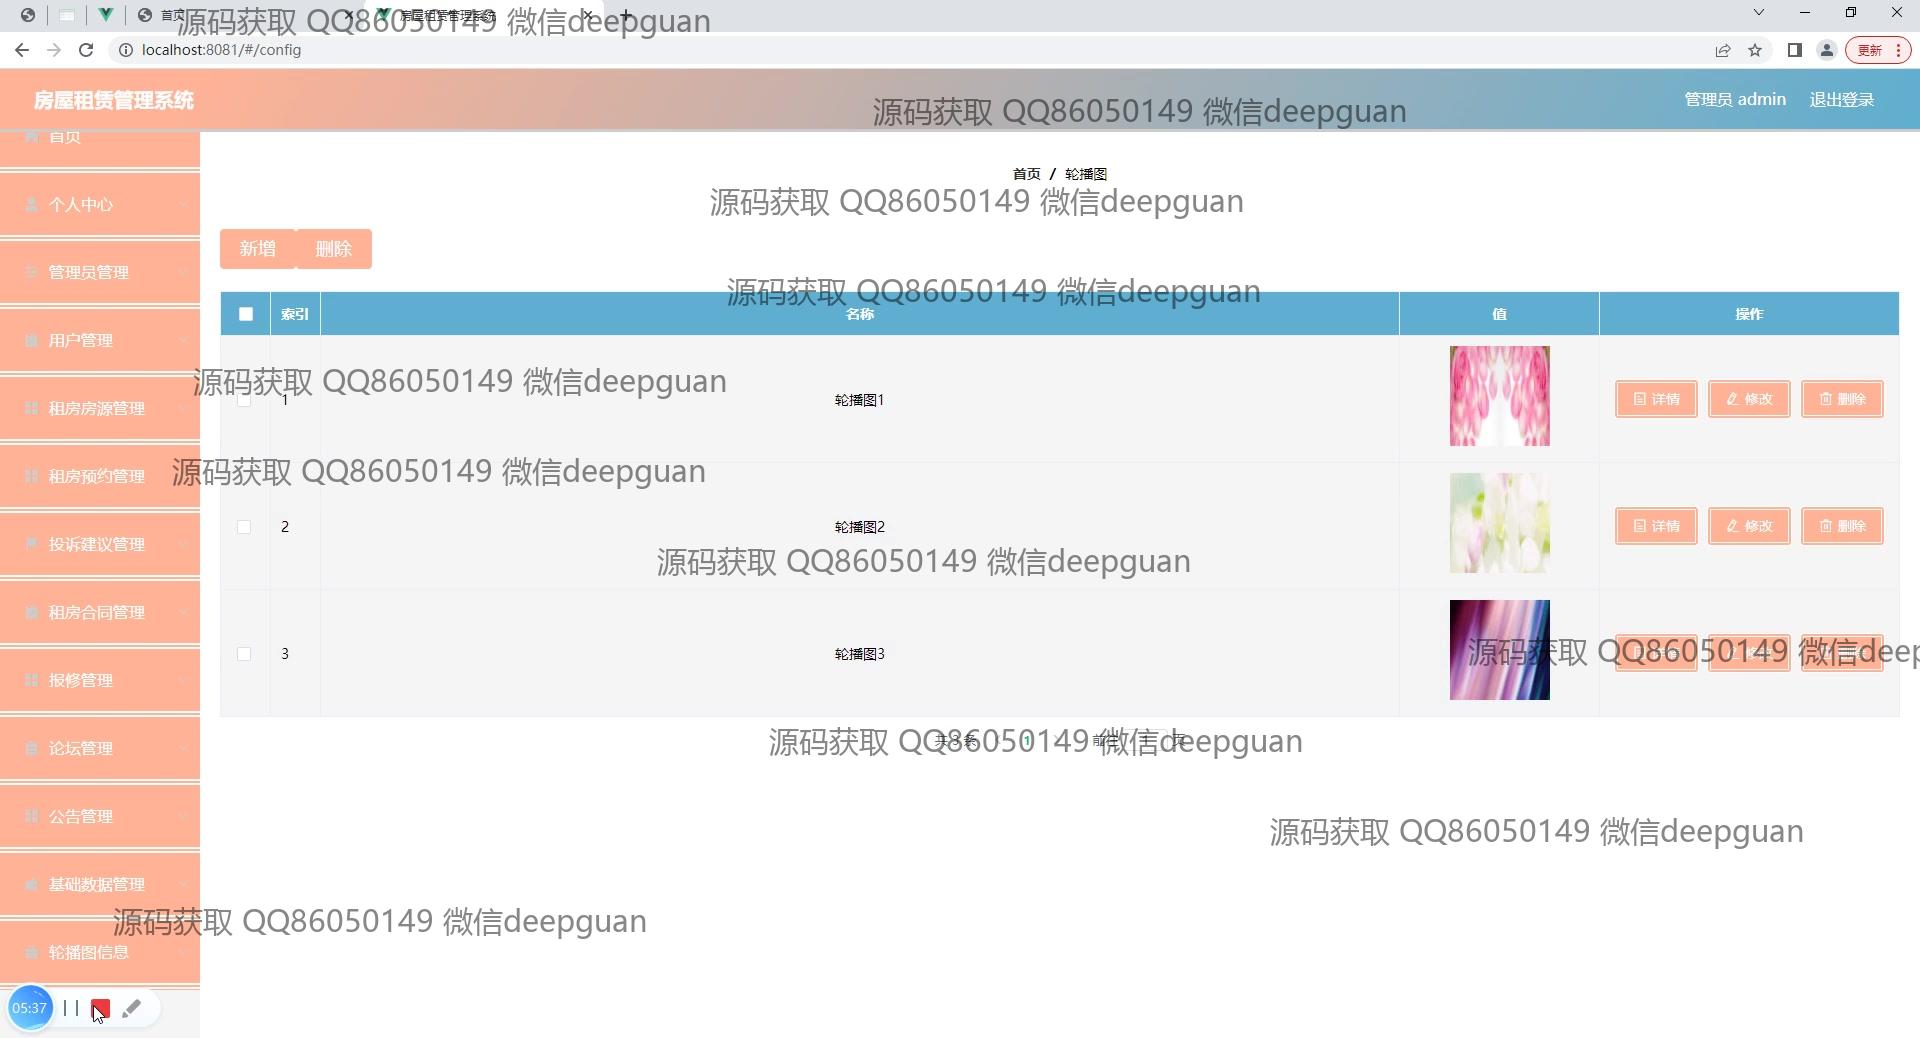 首页
房屋租赁管理系统
源码获取 QQ86050149 微信deepguan
localhost:8081/#/config
更新
房屋租赁管理系统
源码获取 QQ86050149 微信deepguan
管理员 admin
退出登录
首页
首页 / 轮播图
源码获取 QQ86050149 微信deepguan
个人中心
新增
删除
管理员管理
源码获取 QQ86050149 微信deepguan
索引
名称
值
操作
用户管理
源码获取 QQ86050149 微信deepguan
1
轮播图1
详情
修改
删除
租房房源管理
源码获取 QQ86050149 微信deepguan
租房预约管理
2
轮播图2
详情
修改
删除
投诉建议管理
源码获取 QQ86050149 微信deepguan
租房合同管理
3
轮播图3
源码获取 QQ86050149 微信deep
报修管理
源码获取 QQ86050149 微信deepguan
共 3 条
1
论坛管理
公告管理
源码获取 QQ86050149 微信deepguan
基础数据管理
源码获取 QQ86050149 微信deepguan
轮播图信息
05:37